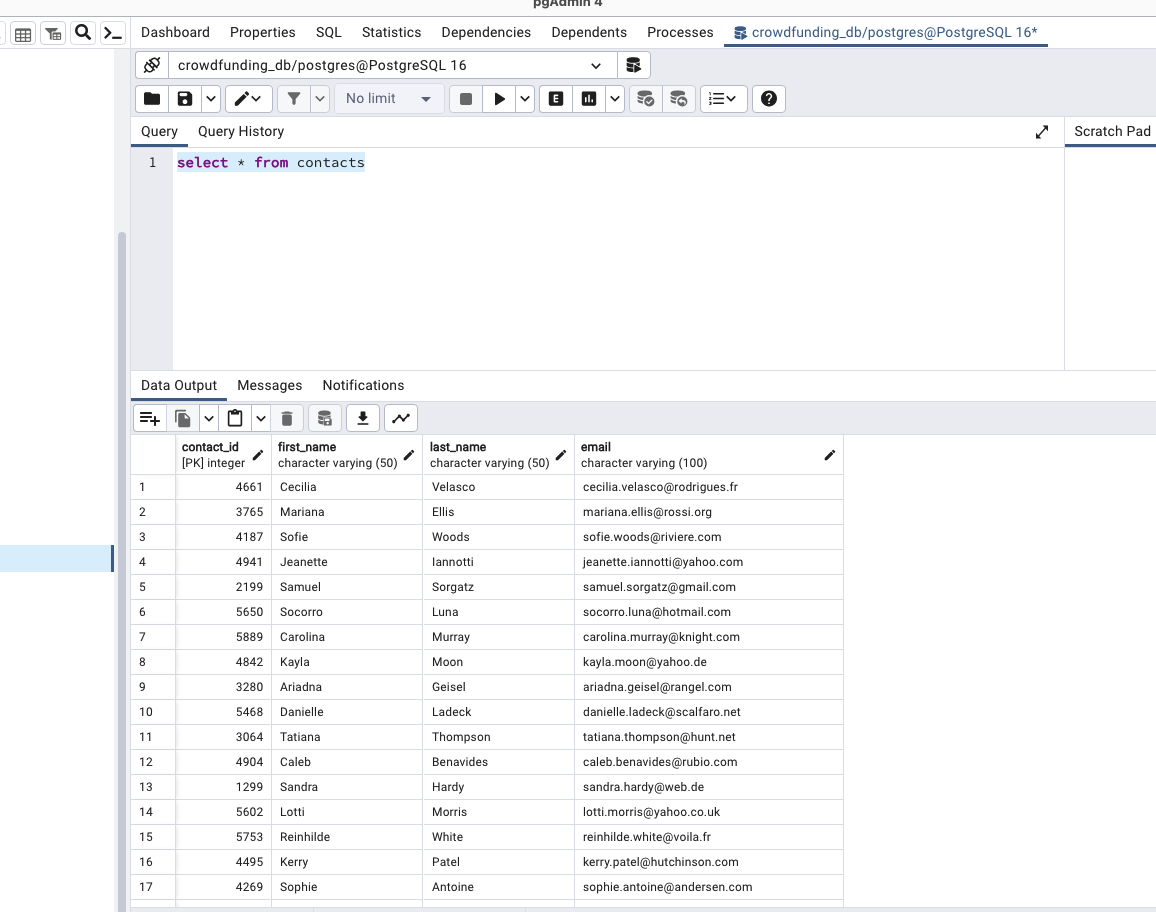 pgAdmin 4
Dashboard Properties SQL Statistics Dependencies Dependents Processes crowdfunding_db/postgres@PostgreSQL 16*
crowdfunding_db/postgres@PostgreSQL 16
No limit E
Query Query History Scratch Pad
1 select * from contacts
Data Output Messages Notifications
contact_id first_name last_name email
[PK] integer character varying (50) character varying (50) character varying (100)
1 4661 Cecilia Velasco cecilia.velasco@rodrigues.fr
2 3765 Mariana Ellis mariana.ellis@rossi.org
3 4187 Sofie Woods sofie.woods@riviere.com
4 4941 Jeanette Iannotti jeanette.iannotti@yahoo.com
5 2199 Samuel Sorgatz samuel.sorgatz@gmail.com
6 5650 Socorro Luna socorro.luna@hotmail.com
7 5889 Carolina Murray carolina.murray@knight.com
8 4842 Kayla Moon kayla.moon@yahoo.de
9 3280 Ariadna Geisel ariadna.geisel@rangel.com
10 5468 Danielle Ladeck danielle.ladeck@scalfaro.net
11 3064 Tatiana Thompson tatiana.thompson@hunt.net
12 4904 Caleb Benavides caleb.benavides@rubio.com
13 1299 Sandra Hardy sandra.hardy@web.de
14 5602 Lotti Morris lotti.morris@yahoo.co.uk
15 5753 Reinhilde White reinhilde.white@voila.fr
16 4495 Kerry Patel kerry.patel@hutchinson.com
17 4269 Sophie Antoine sophie.antoine@andersen.com